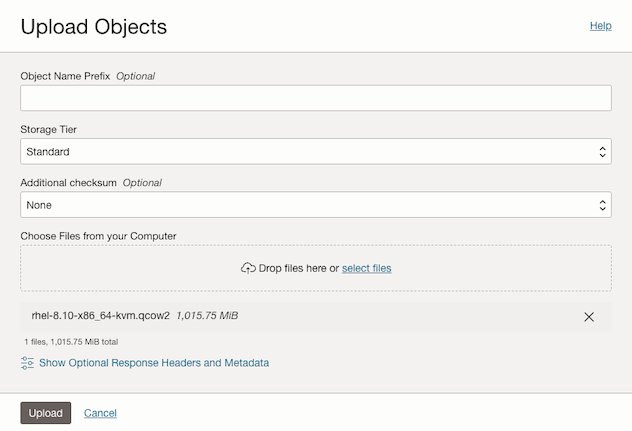 Upload Objects
Help
Object Name Prefix Optional
Storage Tier
Standard
Additional checksum Optional
None
Choose Files from your Computer
Drop files here or select files
rhel-8.10-x86_64-kvm.qcow2 1,015.75 MiB
1 files, 1,015.75 MiB total
Show Optional Response Headers and Metadata
Upload Cancel